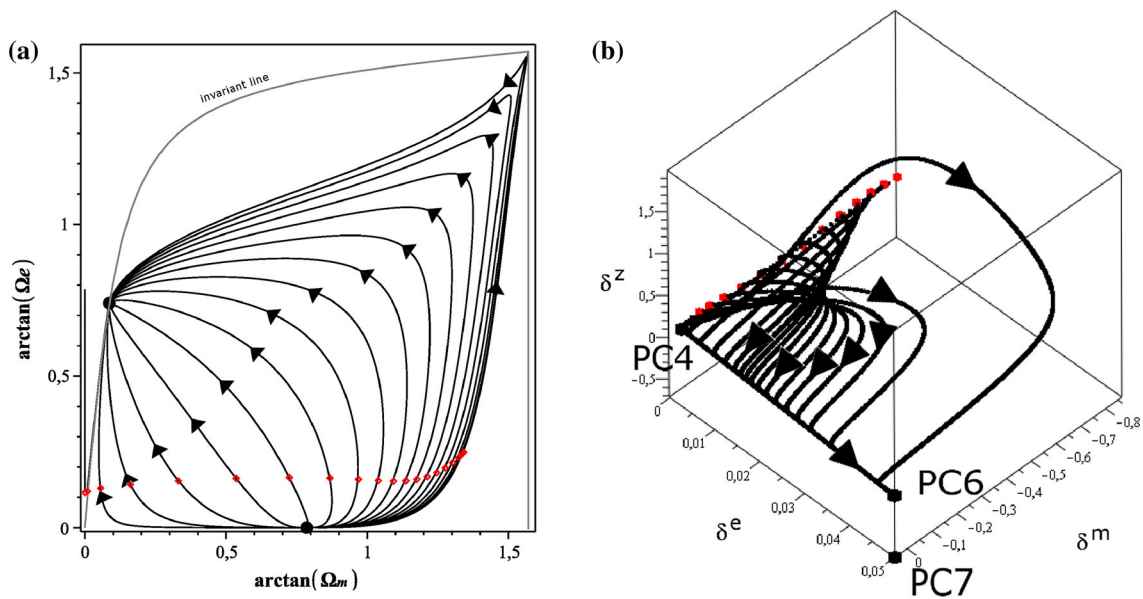 (a)
1,5
1
0,5
0
arctan(Ωe)
invariant line
0
0,5
1
1,5
arctan(Ωm)
(b)
δ^z
1,5
1
0,5
0
-0,5
PC4
0
0,01
0,02
0,03
0,04
0,05
δ^e
PC6
PC7
0
-0,1
-0,2
-0,3
-0,4
-0,5
-0,6
-0,7
-0,8
δ^m